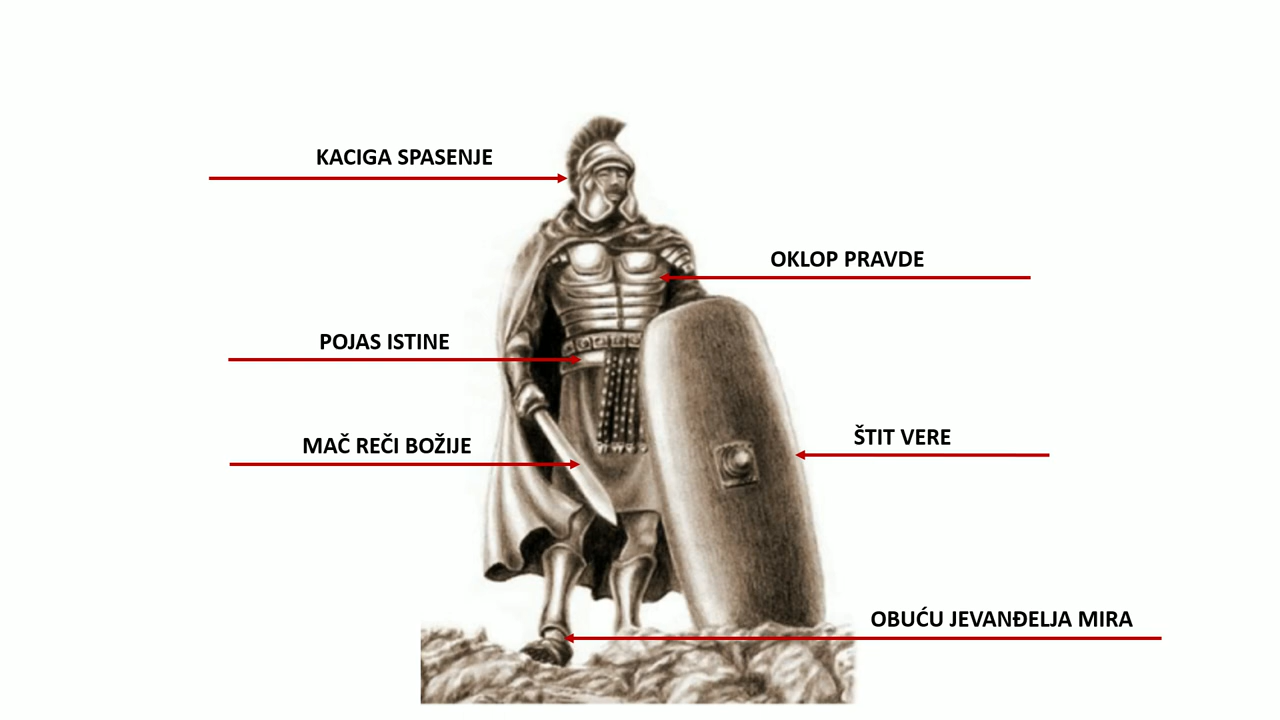 KACIGA SPASENJE
OKLOP PRAVDE
POJAS ISTINE
MAČ REČI BOŽIJE
ŠTIT VERE
OBUĆU JEVANĐELJA MIRA